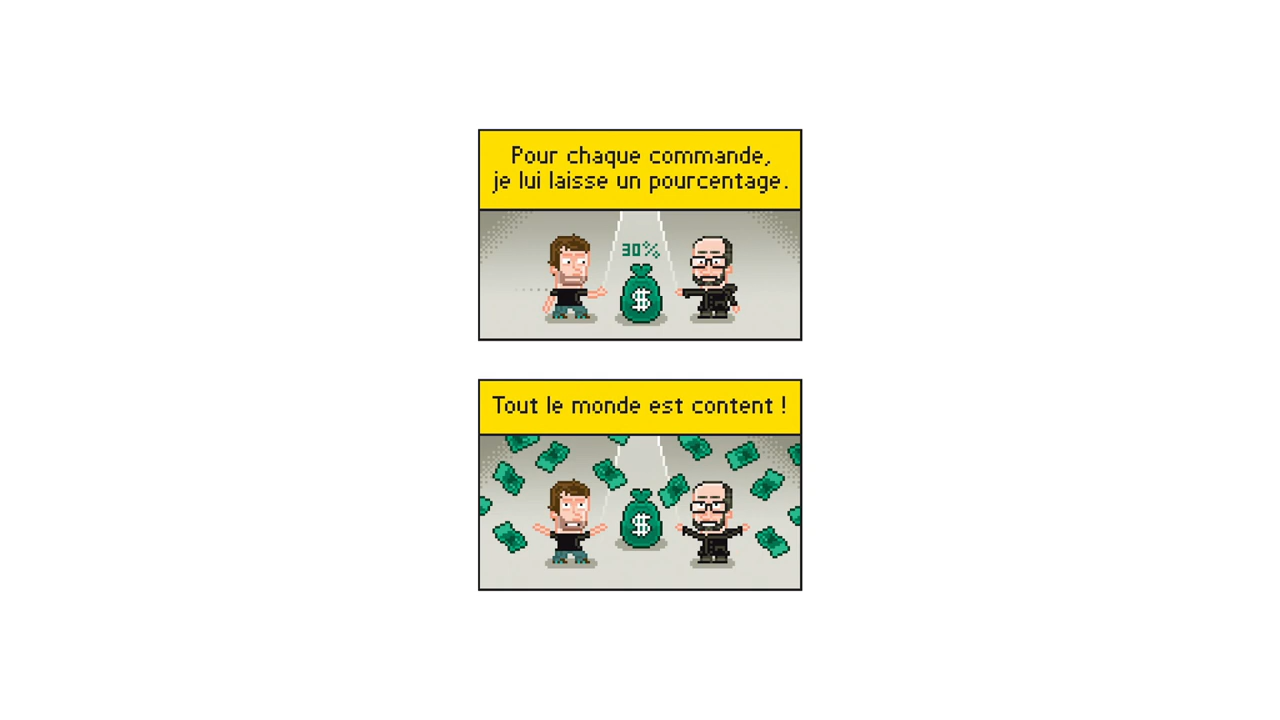 Pour chaque commande,
je lui laisse un pourcentage.
30%
$
Tout le monde est content !
$